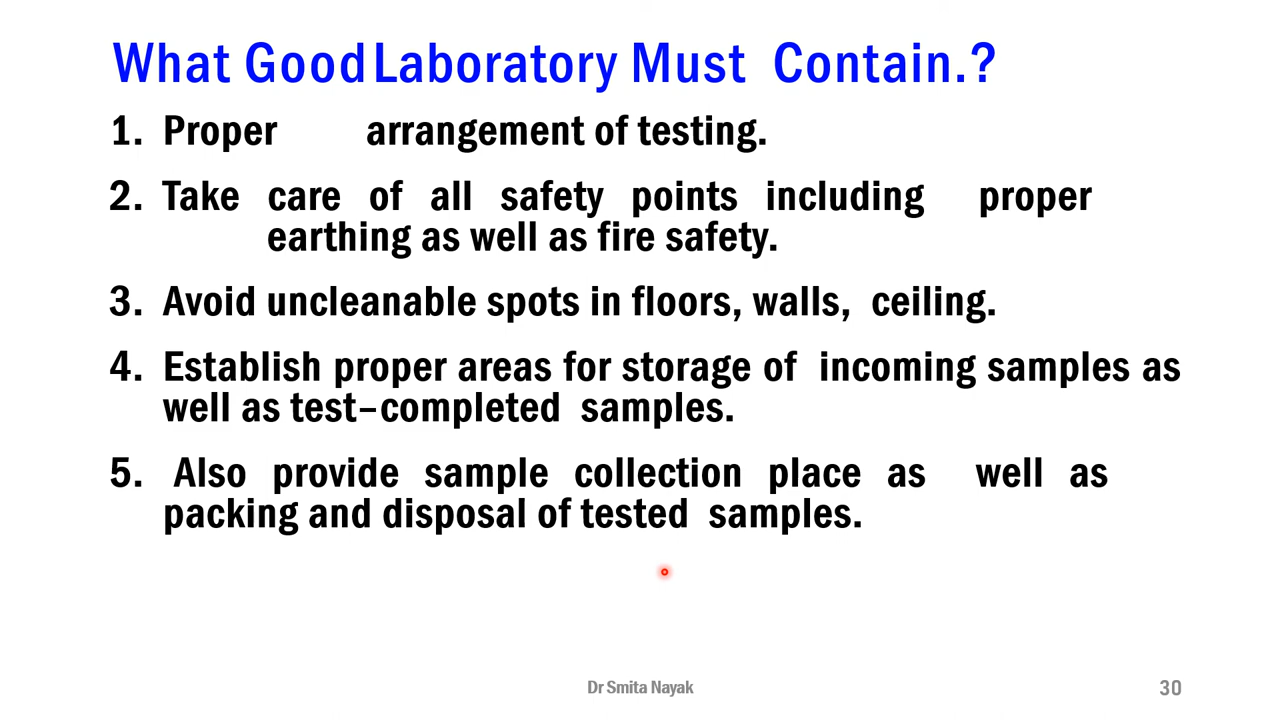 What Good Laboratory Must Contain.?
1. Proper arrangement of testing.
2. Take care of all safety points including proper
earthing as well as fire safety.
3. Avoid uncleanable spots in floors, walls, ceiling.
4. Establish proper areas for storage of incoming samples as
well as test–completed samples.
5. Also provide sample collection place as well as
packing and disposal of tested samples.
Dr Smita Nayak
30